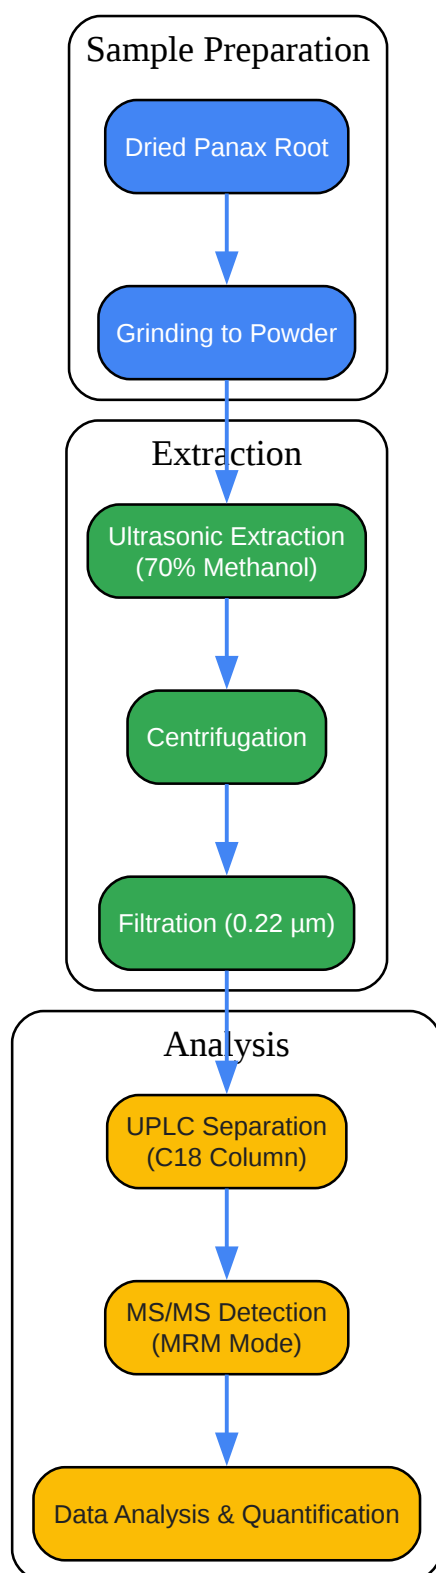 Sample Preparation
Dried Panax Root
Grinding to Powder
Extraction
Ultrasonic Extraction
(70% Methanol)
Centrifugation
Filtration (0.22 µm)
Analysis
UPLC Separation
(C18 Column)
MS/MS Detection
(MRM Mode)
Data Analysis & Quantification